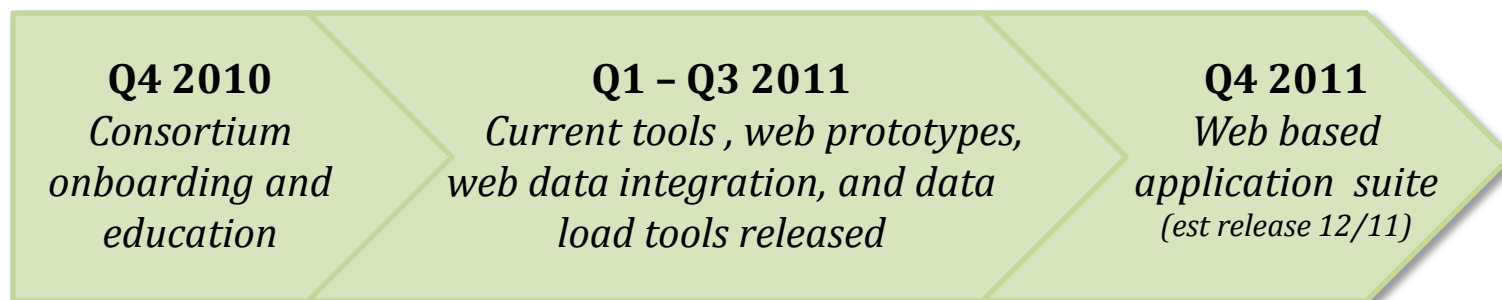 Q4 2010
Consortium
onboarding and
education
Q1 – Q3 2011
Current tools , web prototypes,
web data integration, and data
load tools released
Q4 2011
Web based
application suite
(est release 12/11)